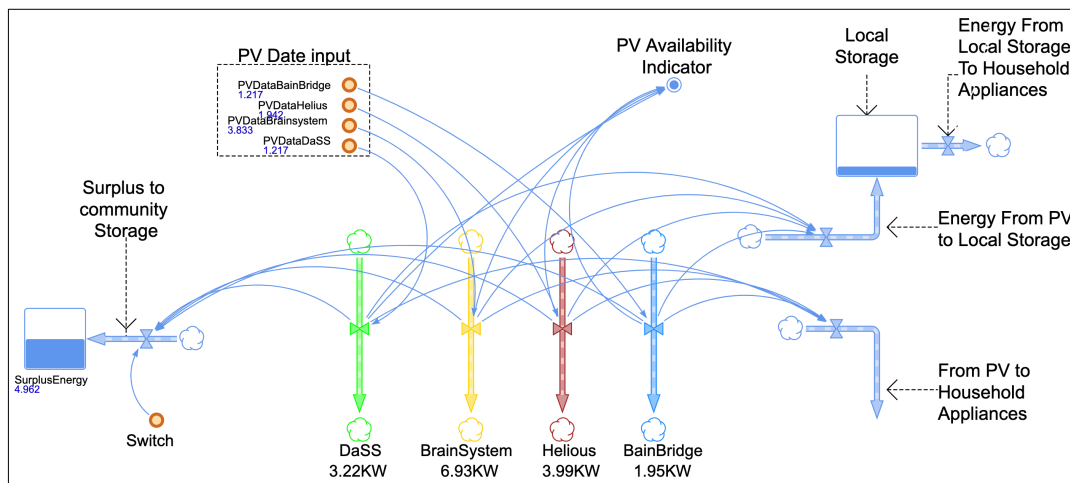 PV Date input
PVDataBainBridge
1.217
PVDataHelius
1.942
PVDataBrainsystem
3.833
PVDataDaSS
1.217
PV Availability
Indicator
Local
Storage
Energy From
Local Storage
To Household
Appliances
Surplus to
community
Storage
Energy From PV
to Local Storage
SurplusEnergy
4.962
Switch
From PV to
Household
Appliances
DaSS
3.22KW
BrainSystem
6.93KW
Helious
3.99KW
BainBridge
1.95KW